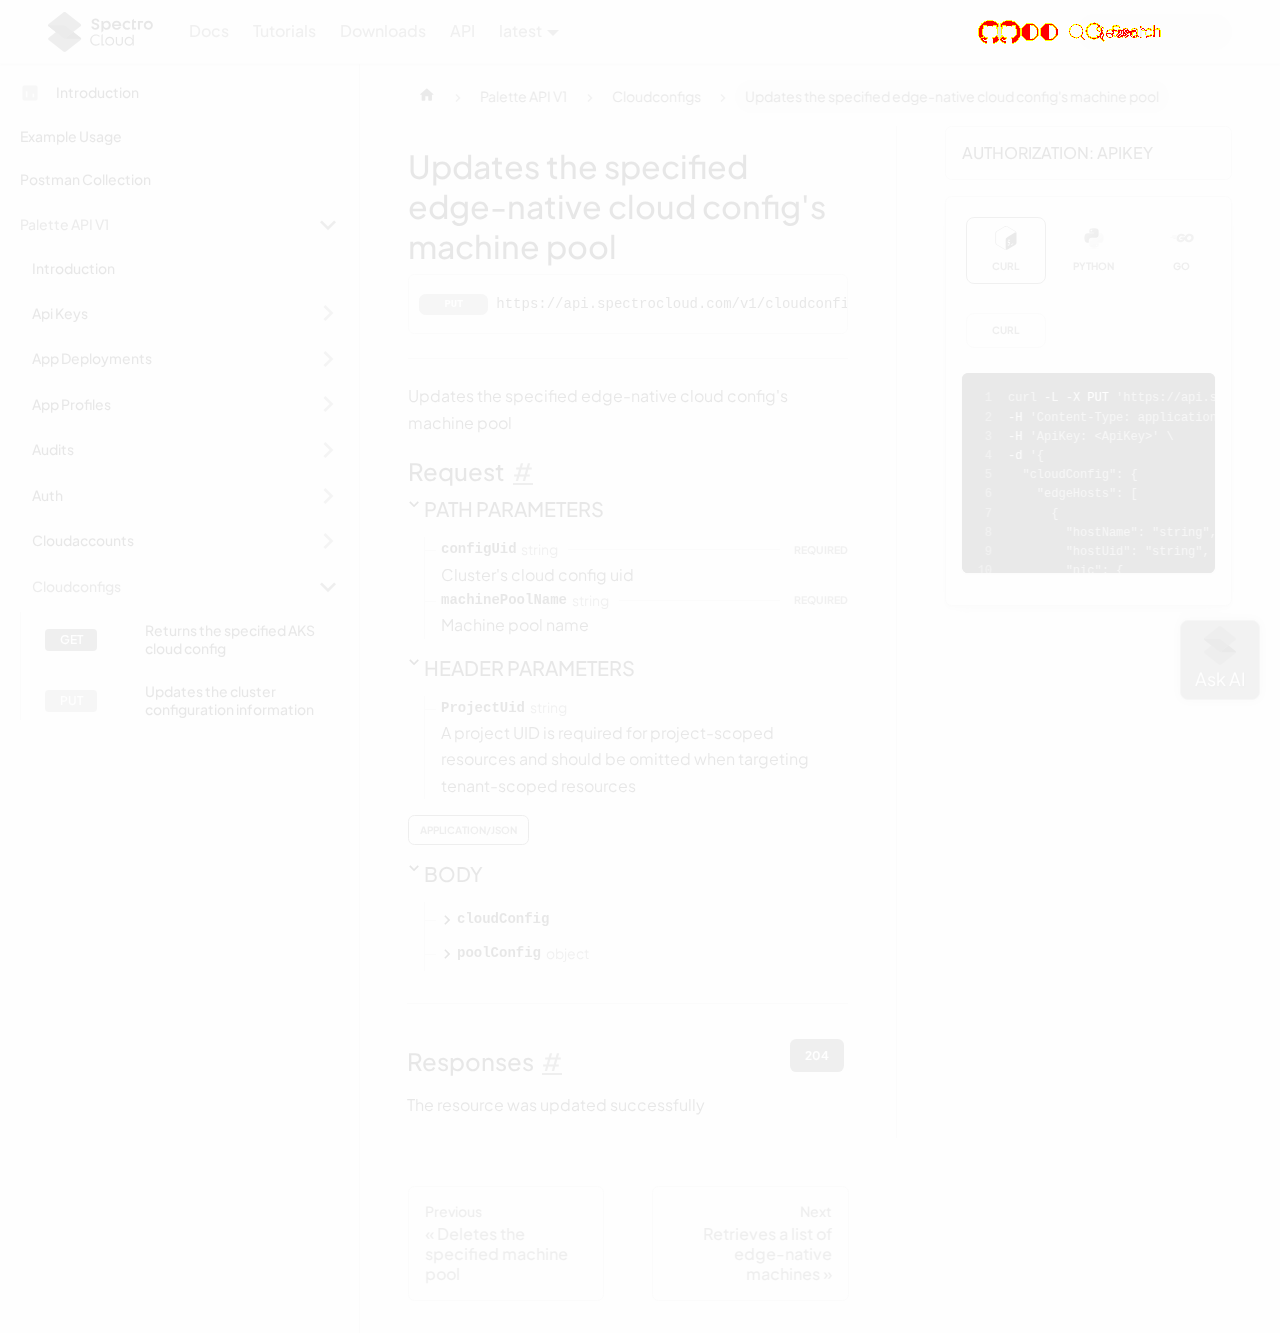 Spectro Cloud
Docs Tutorials Downloads API latest
Introduction
Example Usage
Postman Collection
Palette API V1
Introduction
Api Keys
App Deployments
App Profiles
Audits
Auth
Cloudaccounts
Cloudconfigs
GET Returns the specified AKS
cloud config
PUT Updates the cluster
configuration information
Palette API V1 Cloudconfigs Updates the specified edge-native cloud config's machine pool
Updates the specified
edge-native cloud config's
machine pool
PUT https://api.spectrocloud.com/v1/cloudconfi
Updates the specified edge-native cloud config's
machine pool
Request #
PATH PARAMETERS
configUid string REQUIRED
Cluster's cloud config uid
machinePoolName string REQUIRED
Machine pool name
HEADER PARAMETERS
ProjectUid string
A project UID is required for project-scoped
resources and should be omitted when targeting
tenant-scoped resources
APPLICATION/JSON
BODY
cloudConfig
poolConfig object
Responses #
204
The resource was updated successfully
Previous
« Deletes the
specified machine
pool
Next
Retrieves a list of
edge-native
machines »
AUTHORIZATION: APIKEY
CURL PYTHON GO
CURL
1 curl -L -X PUT 'https://api.s
2 -H 'Content-Type: application
3 -H 'ApiKey: <ApiKey>' \
4 -d '{
5 "cloudConfig": {
6 "edgeHosts": [
7 {
8 "hostName": "string",
9 "hostUid": "string",
10 "nic": {
Ask AI